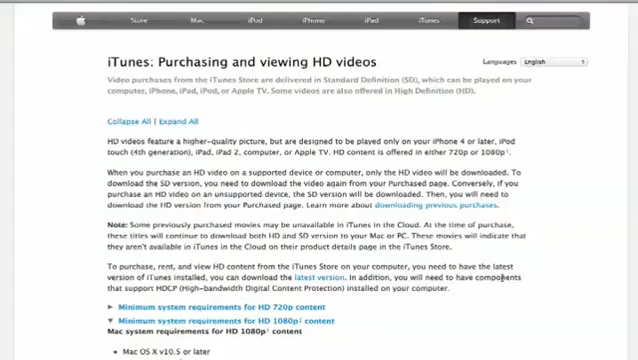 Store Mac iPod iPhone iPad iTunes Support
iTunes: Purchasing and viewing HD videos
Languages English
Video purchases from the iTunes Store are delivered in Standard Definition (SD), which can be played on your
computer, iPhone, iPad, iPod, or Apple TV. Some videos are also offered in High Definition (HD).
Collapse All | Expand All
HD videos feature a higher-quality picture, but are designed to be played only on your iPhone 4 or later, iPod
touch (4th generation), iPad, iPad 2, computer, or Apple TV. HD content is offered in either 720p or 1080p¹.
When you purchase an HD video on a supported device or computer, only the HD video will be downloaded. To
download the SD version, you need to download the video again from your Purchased page. Conversely, if you
purchase an HD video on an unsupported device, the SD version will be downloaded. Then, you will need to
download the HD version from your Purchased page. Learn more about downloading previous purchases.
Note: Some previously purchased movies may be unavailable in iTunes in the Cloud. At the time of purchase,
these titles will continue to download both HD and SD version to your Mac or PC. These movies will indicate that
they aren't available in iTunes in the Cloud on their product details page in the iTunes Store.
To purchase, rent, and view HD content from the iTunes Store on your computer, you need to have the latest
version of iTunes installed, you can download the latest version. In addition, you will need to have components
that support HDCP (High-bandwidth Digital Content Protection) installed on your computer.
Minimum system requirements for HD 720p content
Minimum system requirements for HD 1080p¹ content
Mac system requirements for HD 1080p¹ content
• Mac OS X v10.5 or later